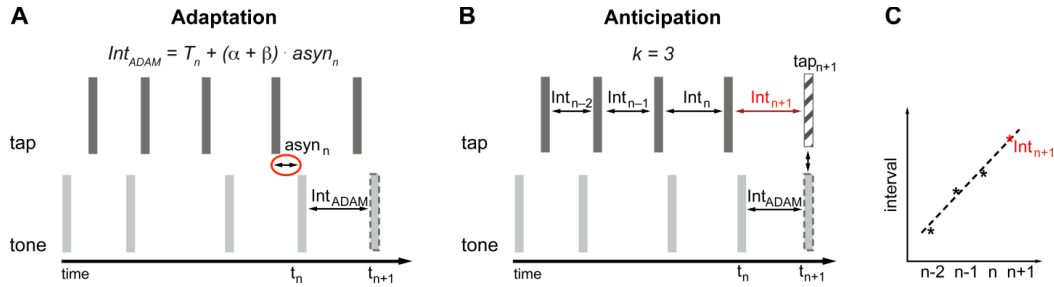 A
Adaptation
Int_ADAM = T_n + (α + β) · asyn_n
tap
asyn_n
Int_ADAM
tone
time
t_n
t_n+1
B
Anticipation
k = 3
tap_n+1
Int_n–2
Int_n–1
Int_n
Int_n+1
Int_ADAM
tap
tone
time
t_n
t_n+1
C
Int_n+1
interval
n-2 n-1 n n+1